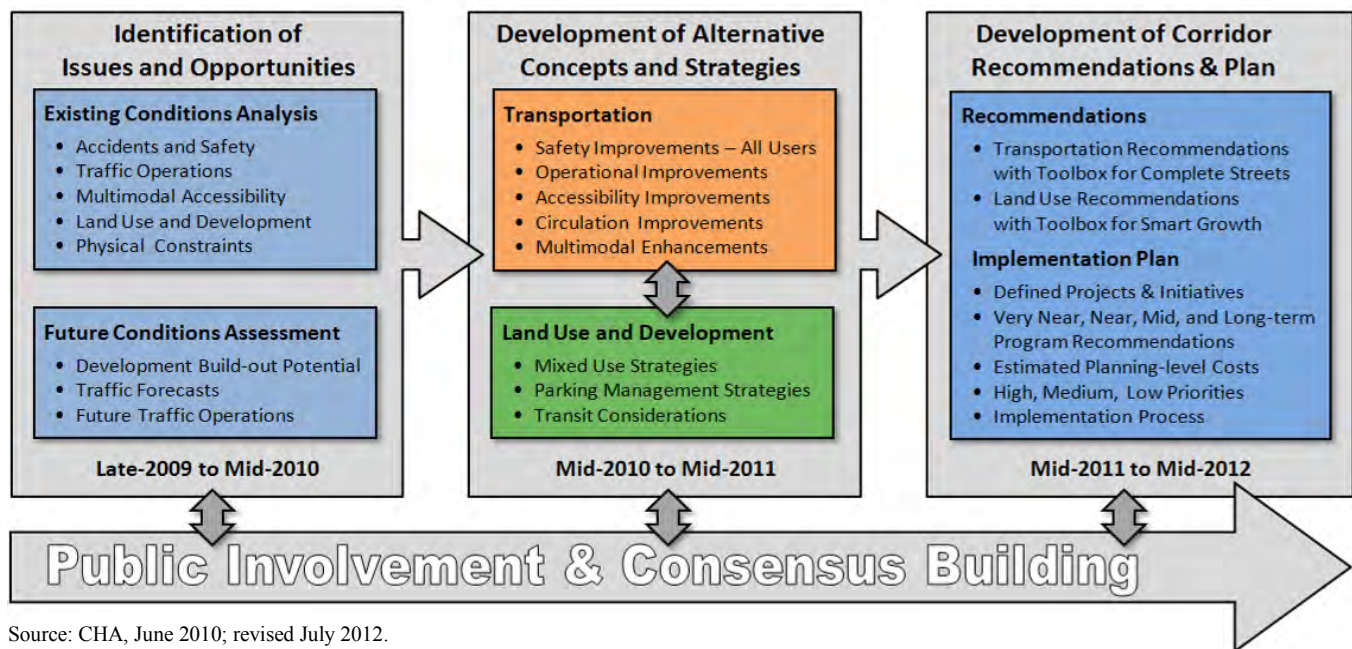 Identification of
Issues and Opportunities
Existing Conditions Analysis
• Accidents and Safety
• Traffic Operations
• Multimodal Accessibility
• Land Use and Development
• Physical Constraints
Future Conditions Assessment
• Development Build-out Potential
• Traffic Forecasts
• Future Traffic Operations
Late-2009 to Mid-2010
Development of Alternative
Concepts and Strategies
Transportation
• Safety Improvements – All Users
• Operational Improvements
• Accessibility Improvements
• Circulation Improvements
• Multimodal Enhancements
Land Use and Development
• Mixed Use Strategies
• Parking Management Strategies
• Transit Considerations
Mid-2010 to Mid-2011
Development of Corridor
Recommendations & Plan
Recommendations
• Transportation Recommendations
with Toolbox for Complete Streets
• Land Use Recommendations
with Toolbox for Smart Growth
Implementation Plan
• Defined Projects & Initiatives
• Very Near, Near, Mid, and Long-term
Program Recommendations
• Estimated Planning-level Costs
• High, Medium, Low Priorities
• Implementation Process
Mid-2011 to Mid-2012
Public Involvement & Consensus Building
Source: CHA, June 2010; revised July 2012.